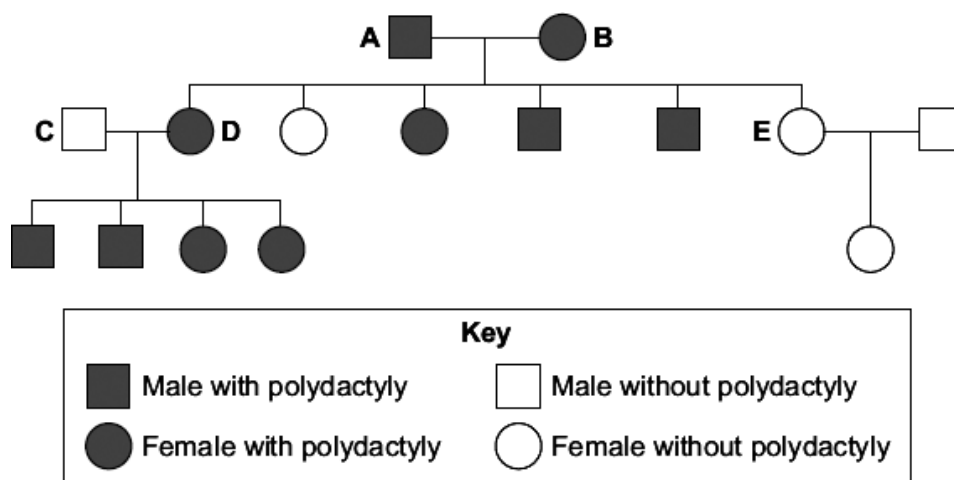 A B
C D E
Key
Male with polydactyly Male without polydactyly
Female with polydactyly Female without polydactyly